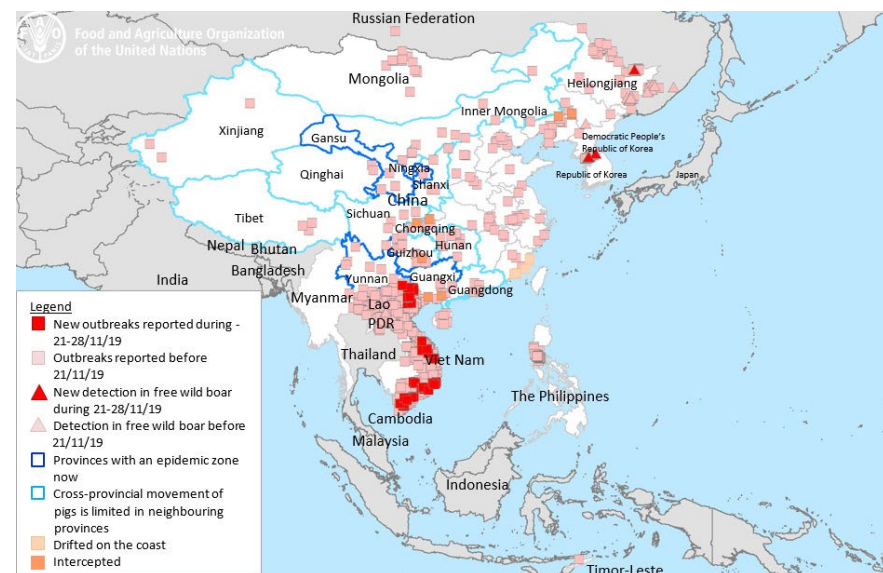 Russian Federation
F A O
Food and Agriculture Organization
of the United Nations
Mongolia
Heilongjiang
Xinjiang
Inner Mongolia
Gansu
Democratic People's
Republic of Korea
Qinghai
Ningxia
Republic of Korea
Japan
Shanxi
China
Tibet
Sichuan
Chongqing
Nepal
Bhutan
Hunan
Guizhou
Bangladesh
India
Yunnan
Guangxi
Guangdong
Myanmar
Lao
PDR
Thailand
Viet Nam
The Philippines
Cambodia
Malaysia
Indonesia
Timor-Leste
Legend
New outbreaks reported during -
21-28/11/19
Outbreaks reported before
21/11/19
New detection in free wild boar
during 21-28/11/19
Detection in free wild boar before
21/11/19
Provinces with an epidemic zone
now
Cross-provincial movement of
pigs is limited in neighbouring
provinces
Drifted on the coast
Intercepted